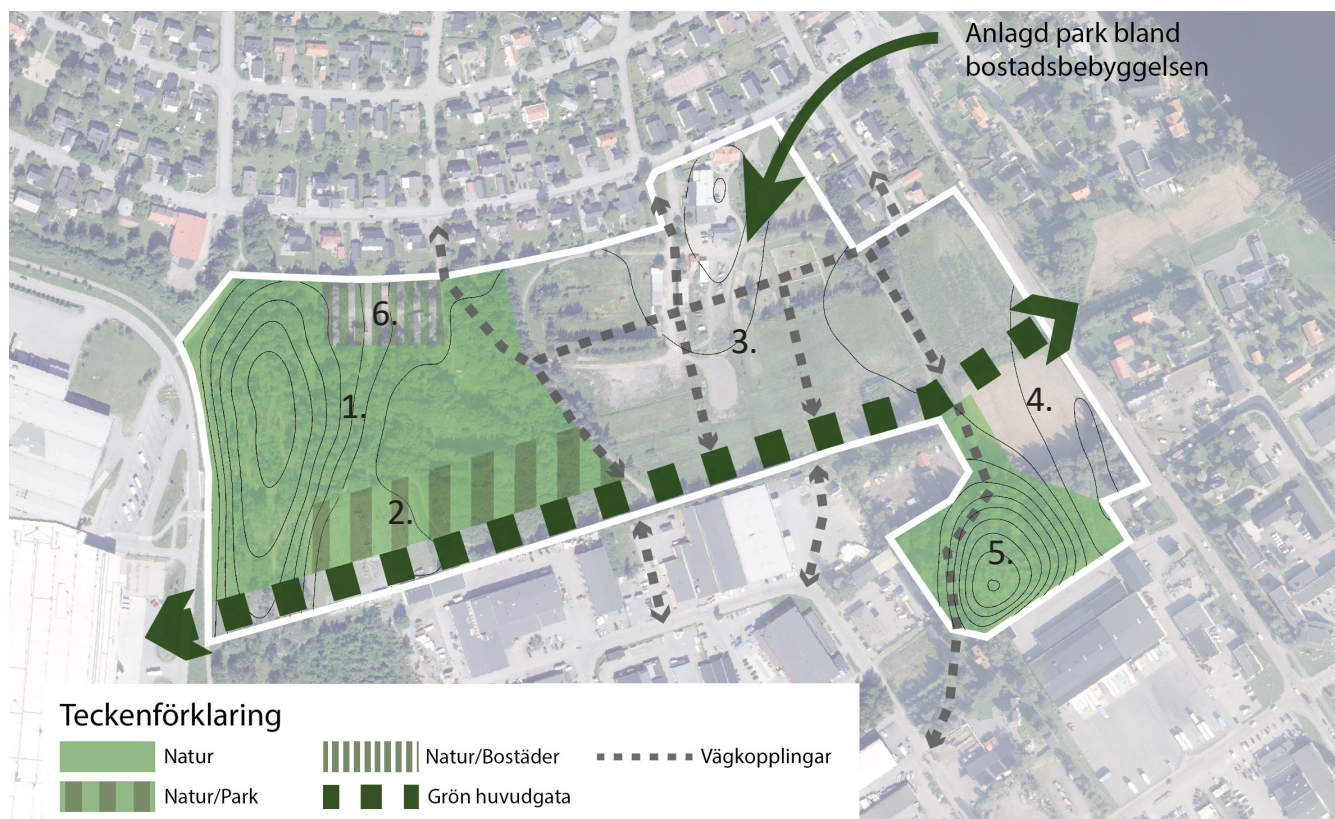 Anlagd park bland
bostadsbebyggelsen
6.
3.
1.
4.
2.
5.
Teckenförklaring
Natur
Natur/Bostäder
Vägkopplingar
Natur/Park
Grön huvudgata